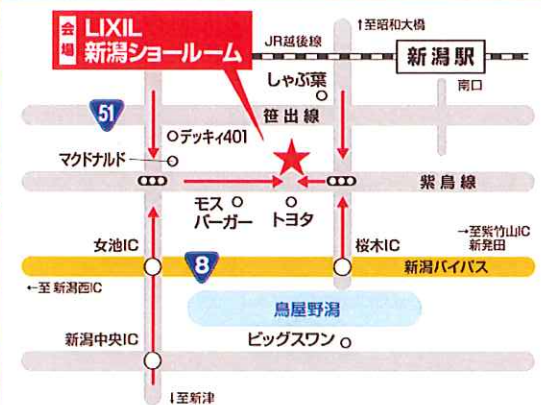 会場
LIXIL
新潟ショールーム
JR越後線
↑至昭和大橋
新潟駅
南口
しゃぶ葉
51
笹出線
デッキィ401
マクドナルド
紫鳥線
モス
バーガー
トヨタ
女池IC
桜木IC
→至紫竹山IC
新発田
8
新潟バイパス
←至 新潟西IC
鳥屋野潟
新潟中央IC
ビッグスワン
↓至新津